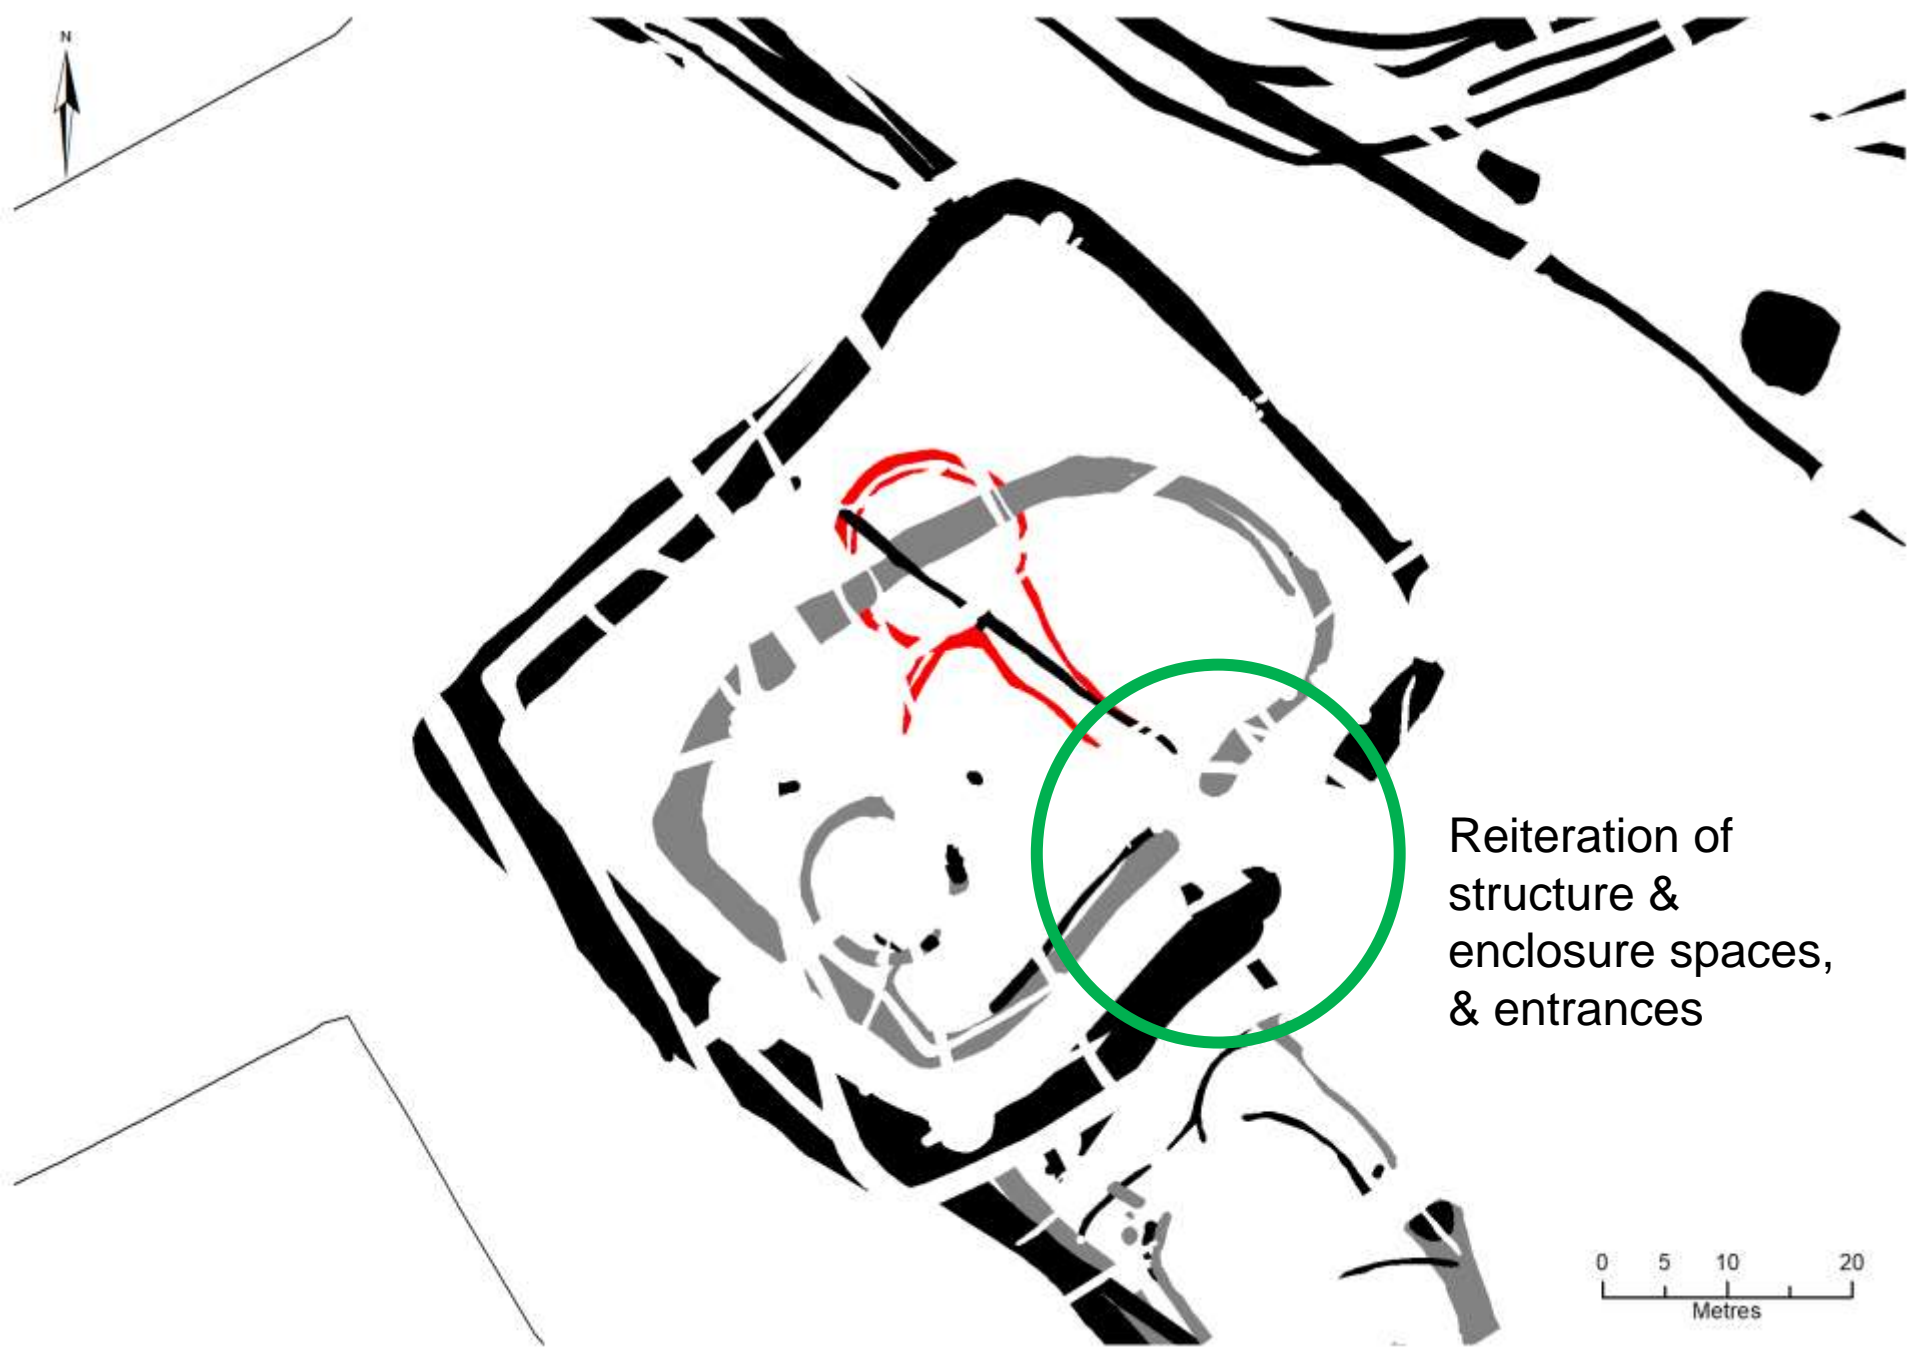 N
Reiteration of
structure &
enclosure spaces,
& entrances
0 5 10 20
Metres